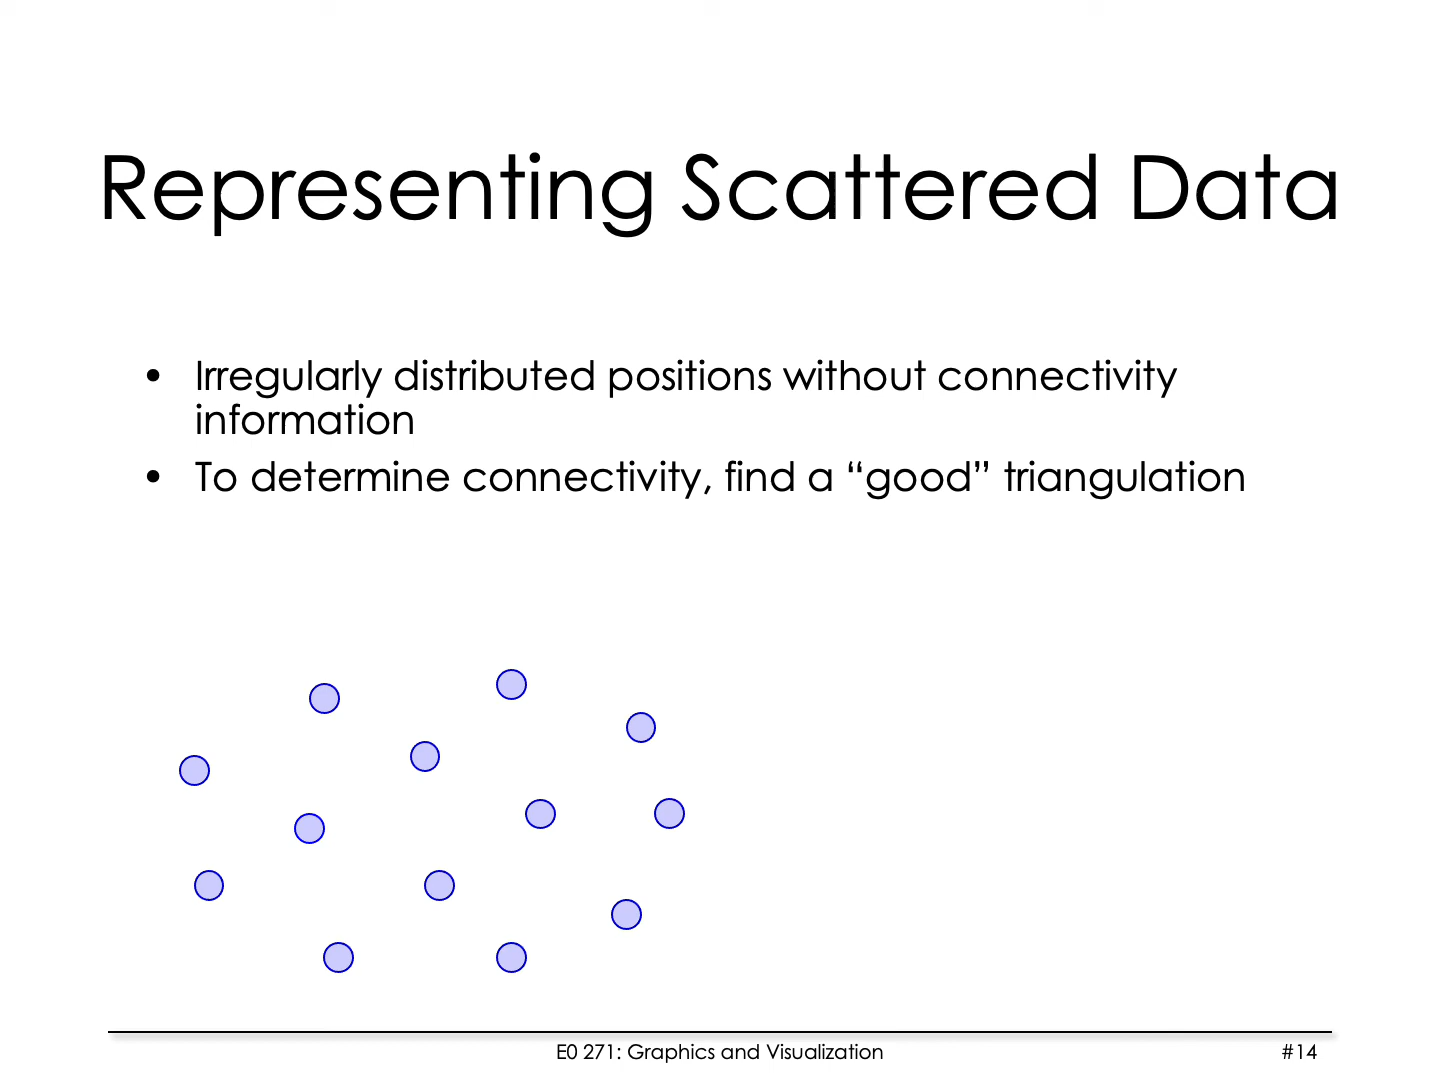 Representing Scattered Data
• Irregularly distributed positions without connectivity
information
• To determine connectivity, find a “good” triangulation
E0 271: Graphics and Visualization
#14